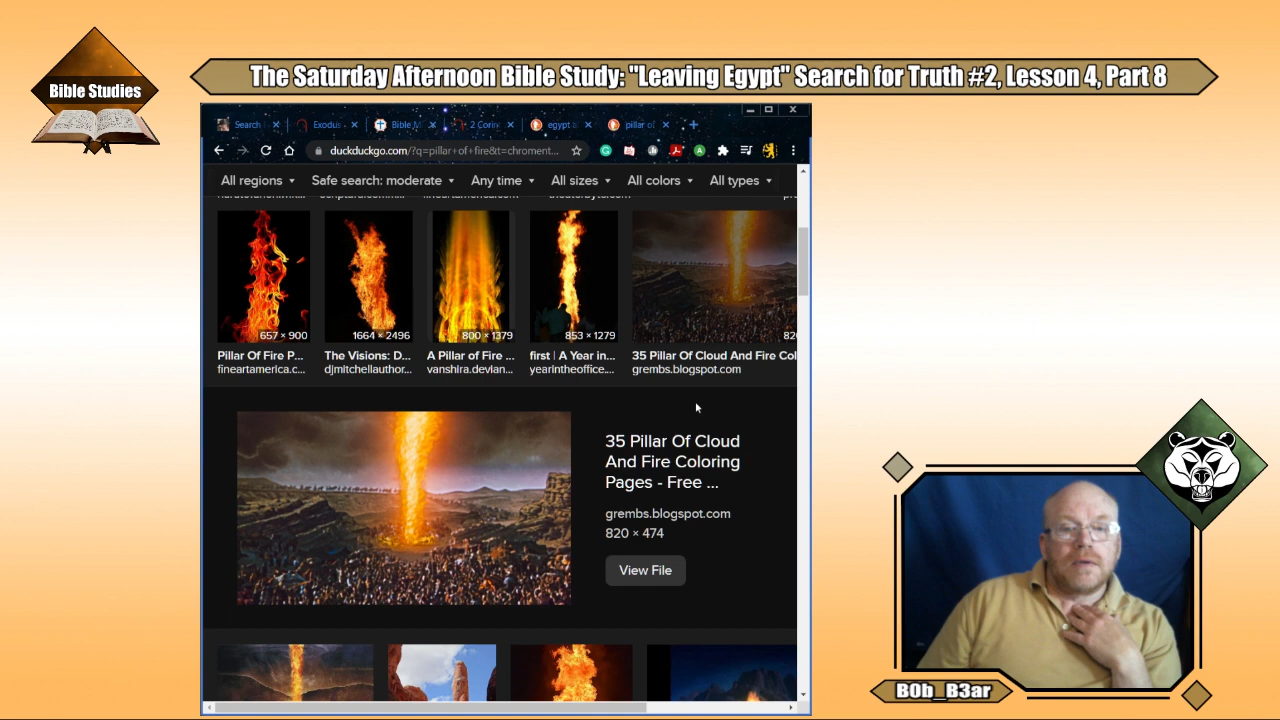 The Saturday Afternoon Bible Study: "Leaving Egypt" Search for Truth #2, Lesson 4, Part 8
Bible Studies
Search
Exodus
Bible
2 Corin
egypt
pillar of
duckduckgo.com/?q=pillar+of+fire&t=chroment...
All regions Safe search: moderate Any time All sizes All colors All types
657 × 900 1664 × 2496 800 × 1379 853 × 1279 82
Pillar Of Fire P... The Visions: D... A Pillar of Fire ... first | A Year in... 35 Pillar Of Cloud And Fire Col
fineartamerica.c... djmitchellauthor... vanshira.devian... yearintheoffice.... grembs.blogspot.com
35 Pillar Of Cloud
And Fire Coloring
Pages - Free ...
grembs.blogspot.com
820 × 474
View File
B0b_B3ar